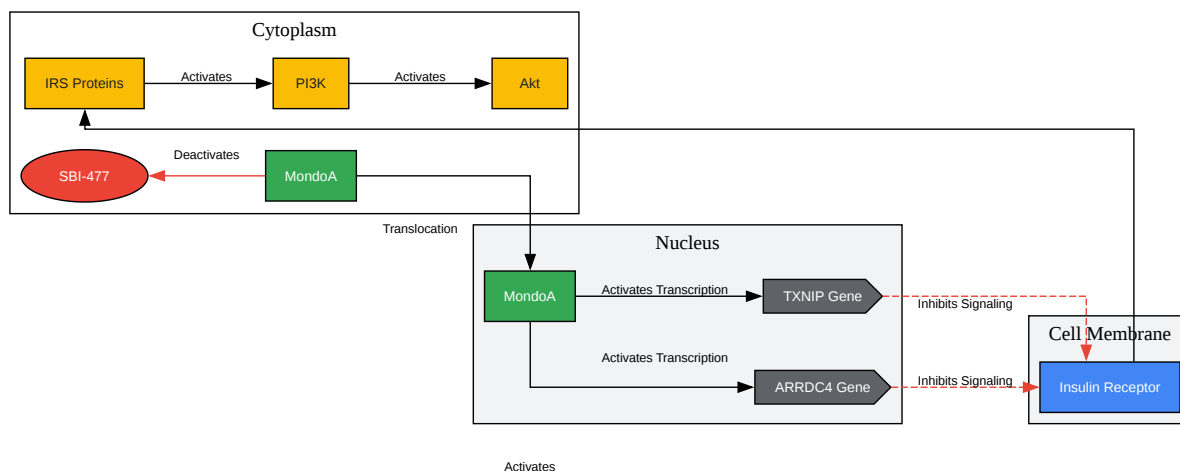 Cytoplasm
IRS Proteins
Activates
PI3K
Activates
Akt
Deactivates
SBI-477
MondoA
Translocation
Nucleus
MondoA
Activates Transcription
TXNIP Gene
Inhibits Signaling
Cell Membrane
Activates Transcription
ARRDC4 Gene
Inhibits Signaling
Insulin Receptor
Activates